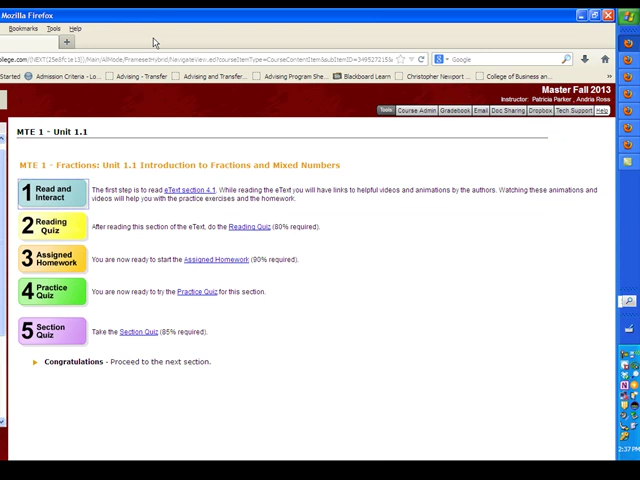 Mozilla Firefox
Bookmarks Tools Help
Google
Started Admission Criteria - Lo... Advising - Transfer Advising and Transfer... Advising Program She... Blackboard Learn Christopher Newport ... College of Business an...
Master Fall 2013
Instructor: Patricia Parker , Andria Ross
Tools Course Admin Gradebook Email Doc Sharing Dropbox Tech Support Help
MTE 1 - Unit 1.1
MTE 1 - Fractions: Unit 1.1 Introduction to Fractions and Mixed Numbers
1 Read and Interact
The first step is to read eText section 4.1. While reading the eText you will have links to helpful videos and animations by the authors. Watching these animations and
videos will help you with the practice exercises and the homework.
2 Reading Quiz
After reading this section of the eText, do the Reading Quiz (80% required).
3 Assigned Homework
You are now ready to start the Assigned Homework (90% required).
4 Practice Quiz
You are now ready to try the Practice Quiz for this section.
5 Section Quiz
Take the Section Quiz (85% required).
Congratulations - Proceed to the next section.
2:37 PM